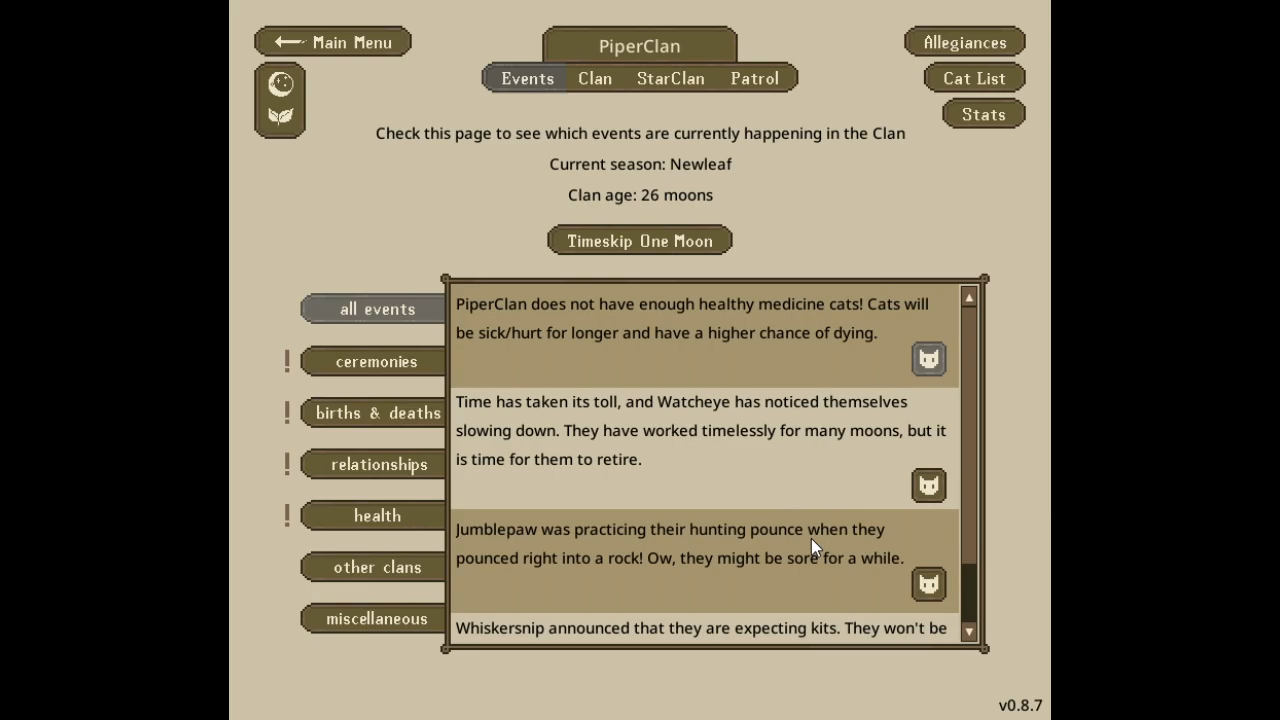 Main Menu
PiperClan
Allegiances
Events Clan StarClan Patrol
Cat List
Stats
Check this page to see which events are currently happening in the Clan
Current season: Newleaf
Clan age: 26 moons
Timeskip One Moon
all events
! ceremonies
! births & deaths
! relationships
! health
other clans
miscellaneous
PiperClan does not have enough healthy medicine cats! Cats will
be sick/hurt for longer and have a higher chance of dying.
Time has taken its toll, and Watcheye has noticed themselves
slowing down. They have worked timelessly for many moons, but it
is time for them to retire.
Jumblepaw was practicing their hunting pounce when they
pounced right into a rock! Ow, they might be sore for a while.
Whiskersnip announced that they are expecting kits. They won't be
v0.8.7